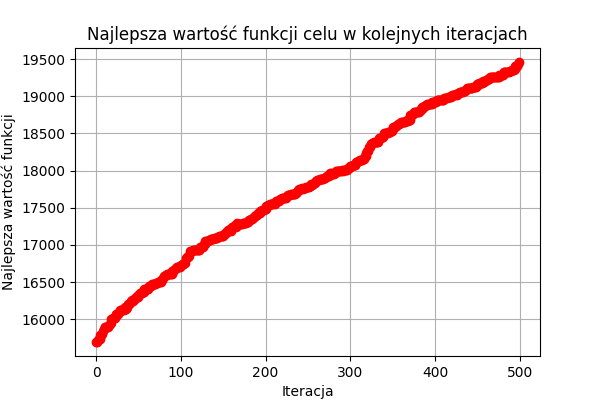 Najlepsza wartość funkcji celu w kolejnych iteracjach
19500
19000
18500
18000
17500
17000
16500
16000
Najlepsza wartość funkcji
0 100 200 300 400 500
Iteracja